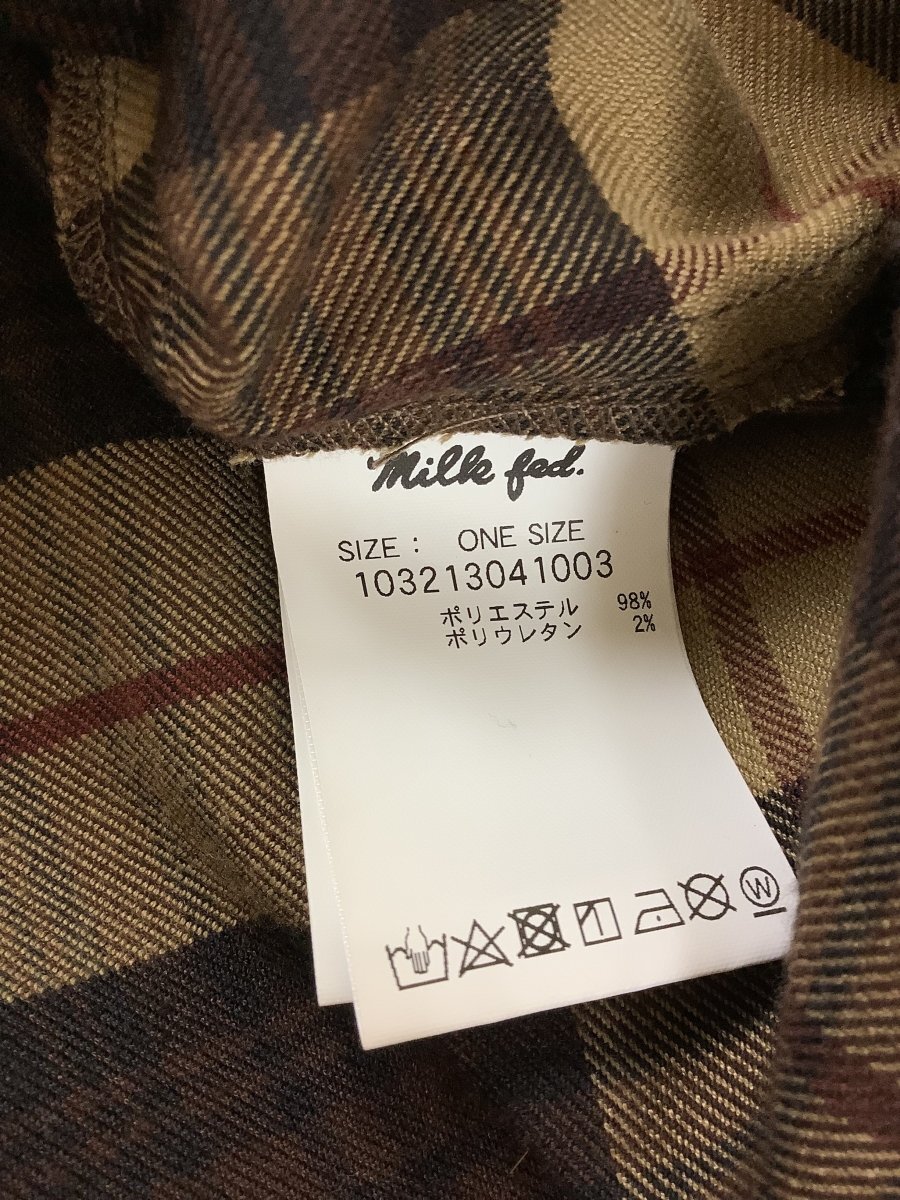 Milk fed.
SIZE : ONE SIZE
103213041003
ポリエステル 98%
ポリウレタン 2%
W